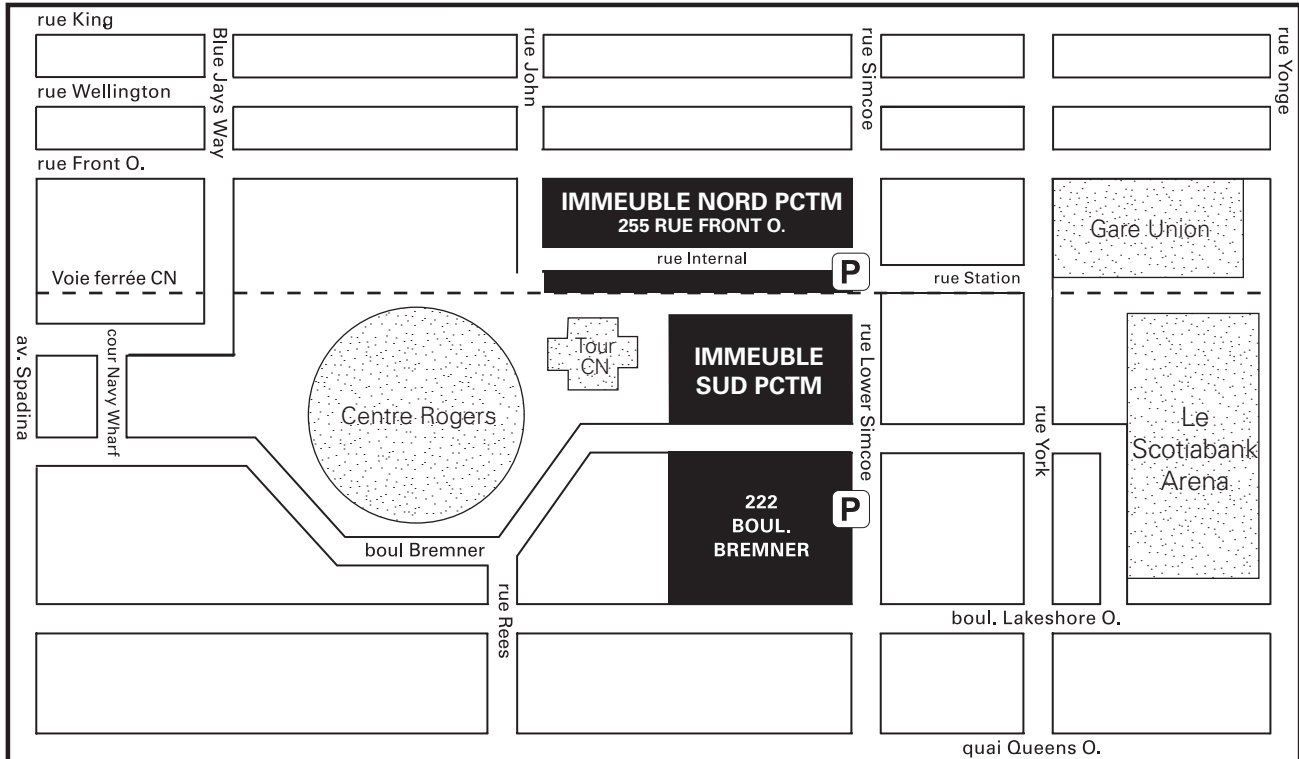 rue King
Blue Jays Way
rue John
rue Simcoe
rue Yonge
rue Wellington
rue Front O.
IMMEUBLE NORD PCTM
255 RUE FRONT O.
Gare Union
rue Internal
P
Voie ferrée CN
rue Station
av. Spadina
cour Navy Wharf
Centre Rogers
Tour
CN
IMMEUBLE
SUD PCTM
rue Lower Simcoe
rue York
Le
Scotiabank
Arena
222
BOUL.
BREMNER
P
boul Bremner
rue Rees
boul. Lakeshore O.
quai Queens O.